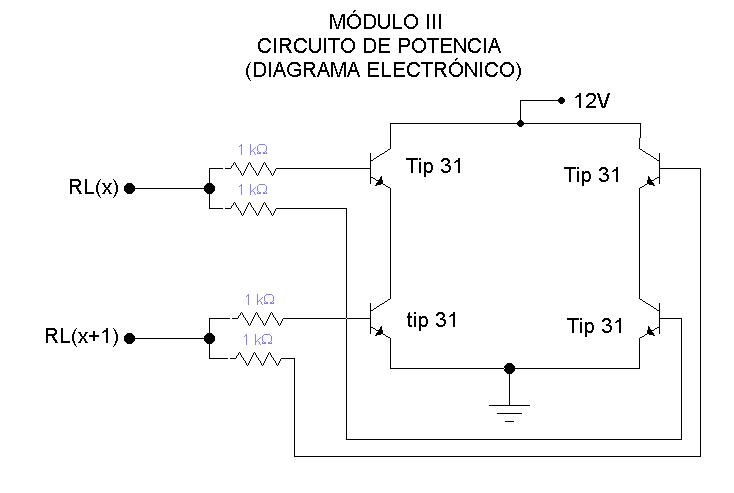 MÓDULO III
CIRCUITO DE POTENCIA
(DIAGRAMA ELECTRÓNICO)
12V
1 kΩ
Tip 31
Tip 31
RL(x)
1 kΩ
1 kΩ
tip 31
Tip 31
RL(x+1)
1 kΩ